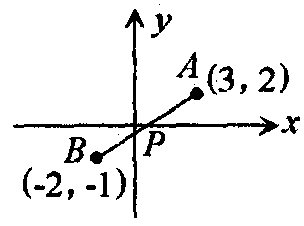 y
A (3, 2)
x
B P
(-2, -1)